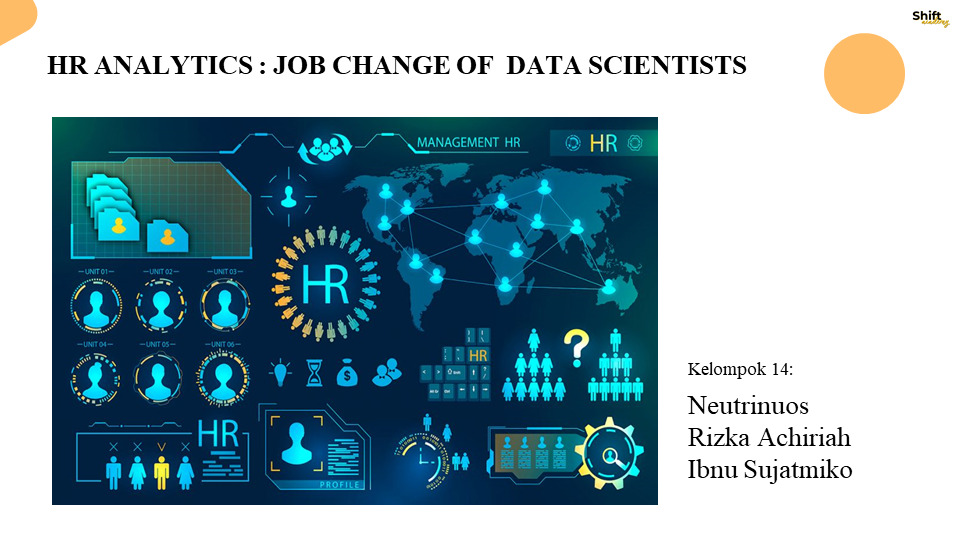 Shift
academy
HR ANALYTICS : JOB CHANGE OF  DATA SCIENTISTS
MANAGEMENT HR
HR
UNIT 01
UNIT 02
UNIT 03
HR
UNIT 04
UNIT 05
UNIT 06
HR
HR
PROFILE
Kelompok 14:
Neutrinuos
Rizka Achiriah
Ibnu Sujatmiko